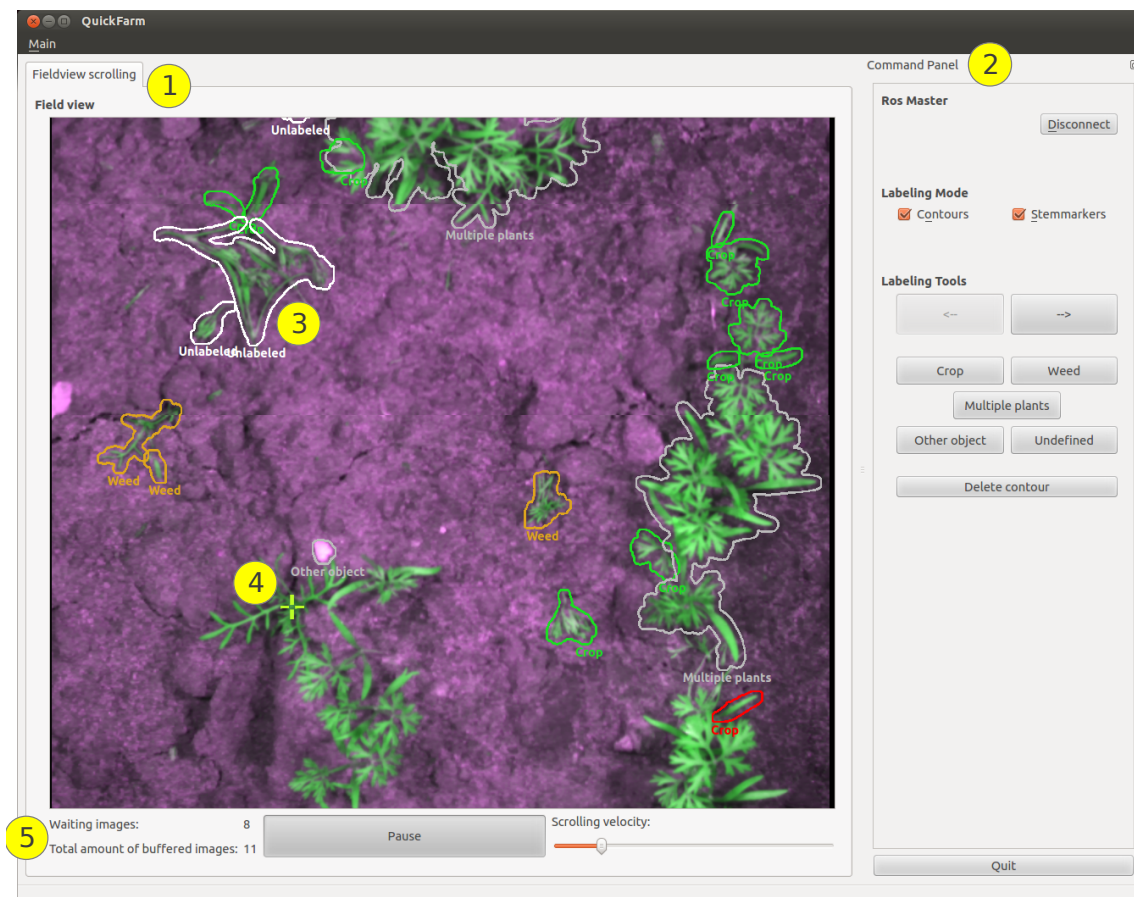 QuickFarm
Main
Fieldview scrolling
1
Command Panel
2
Field view
Ros Master
Disconnect
Unlabeled
Crop
Labeling Mode
Contours
Stemmarkers
Crop
Multiple plants
Crop
Labeling Tools
Crop
<--
-->
3
Unlabeled
Unlabeled
Crop
Crop
Crop
Crop
Weed
Multiple plants
Other object
Undefined
Weed
Weed
Delete contour
Weed
Other object
4
Crop
Crop
Multiple plants
Crop
5
Waiting images: 8
Total amount of buffered images: 11
Pause
Scrolling velocity:
Quit